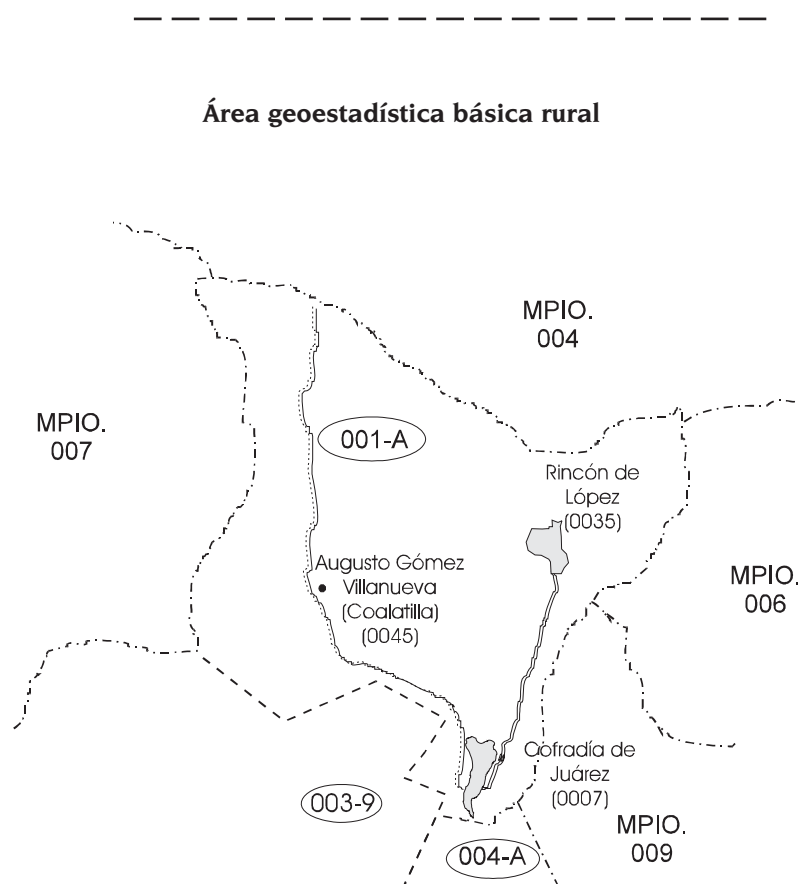 Área geoestadística básica rural
MPIO.
004
MPIO.
007
001-A
Rincón de
López
(0035)
Augusto Gómez
Villanueva
(Coalatilla)
(0045)
MPIO.
006
Cofradía de
Juárez
(0007)
003-9
MPIO.
009
004-A